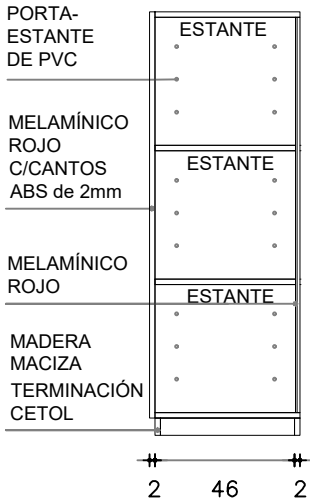 PORTA-
ESTANTE
DE PVC
ESTANTE
MELAMÍNICO
ROJO
C/CANTOS
ABS de 2mm
ESTANTE
MELAMÍNICO
ROJO
ESTANTE
MADERA
MACIZA
TERMINACIÓN
CETOL
2 46 2